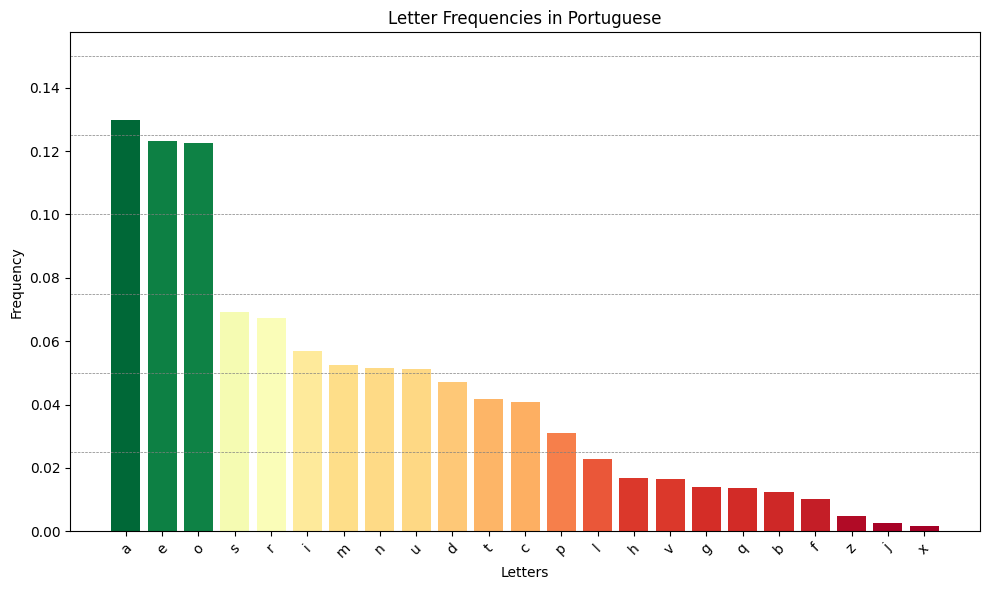 Letter Frequencies in Portuguese
0.14
0.12
0.10
0.08
0.06
0.04
0.02
0.00
Frequency
a e o s r i m n u d t c p l h v g q b f z j x
Letters